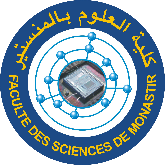 كلية العلوم بالمنستير
FACULTE DES SCIENCES DE MONASTIR